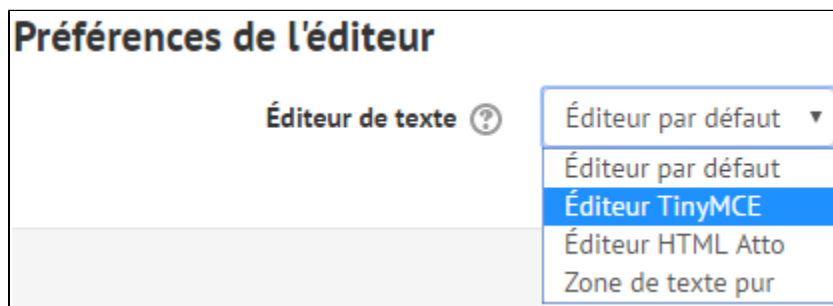 Préférences de l'éditeur
Éditeur de texte ? Éditeur par défaut ▼
Éditeur par défaut
Éditeur TinyMCE
Éditeur HTML Atto
Zone de texte pur